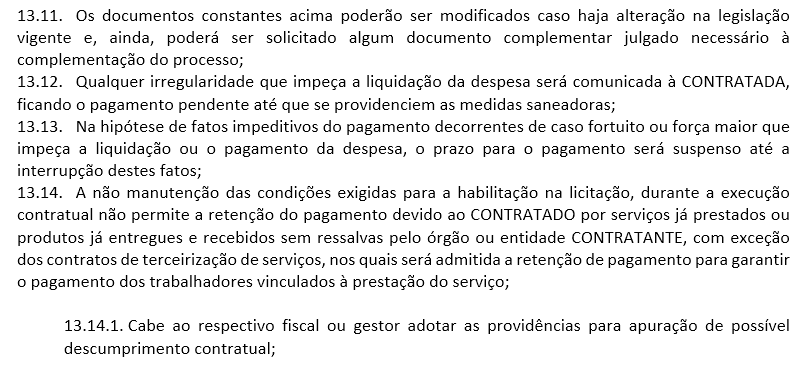 13.11. Os documentos constantes acima poderão ser modificados caso haja alteração na legislação
vigente e, ainda, poderá ser solicitado algum documento complementar julgado necessário à
complementação do processo;
13.12. Qualquer irregularidade que impeça a liquidação da despesa será comunicada à CONTRATADA,
ficando o pagamento pendente até que se providenciem as medidas saneadoras;
13.13. Na hipótese de fatos impeditivos do pagamento decorrentes de caso fortuito ou força maior que
impeça a liquidação ou o pagamento da despesa, o prazo para o pagamento será suspenso até a
interrupção destes fatos;
13.14. A não manutenção das condições exigidas para a habilitação na licitação, durante a execução
contratual não permite a retenção do pagamento devido ao CONTRATADO por serviços já prestados ou
produtos já entregues e recebidos sem ressalvas pelo órgão ou entidade CONTRATANTE, com exceção
dos contratos de terceirização de serviços, nos quais será admitida a retenção de pagamento para garantir
o pagamento dos trabalhadores vinculados à prestação do serviço;
13.14.1. Cabe ao respectivo fiscal ou gestor adotar as providências para apuração de possível
descumprimento contratual;